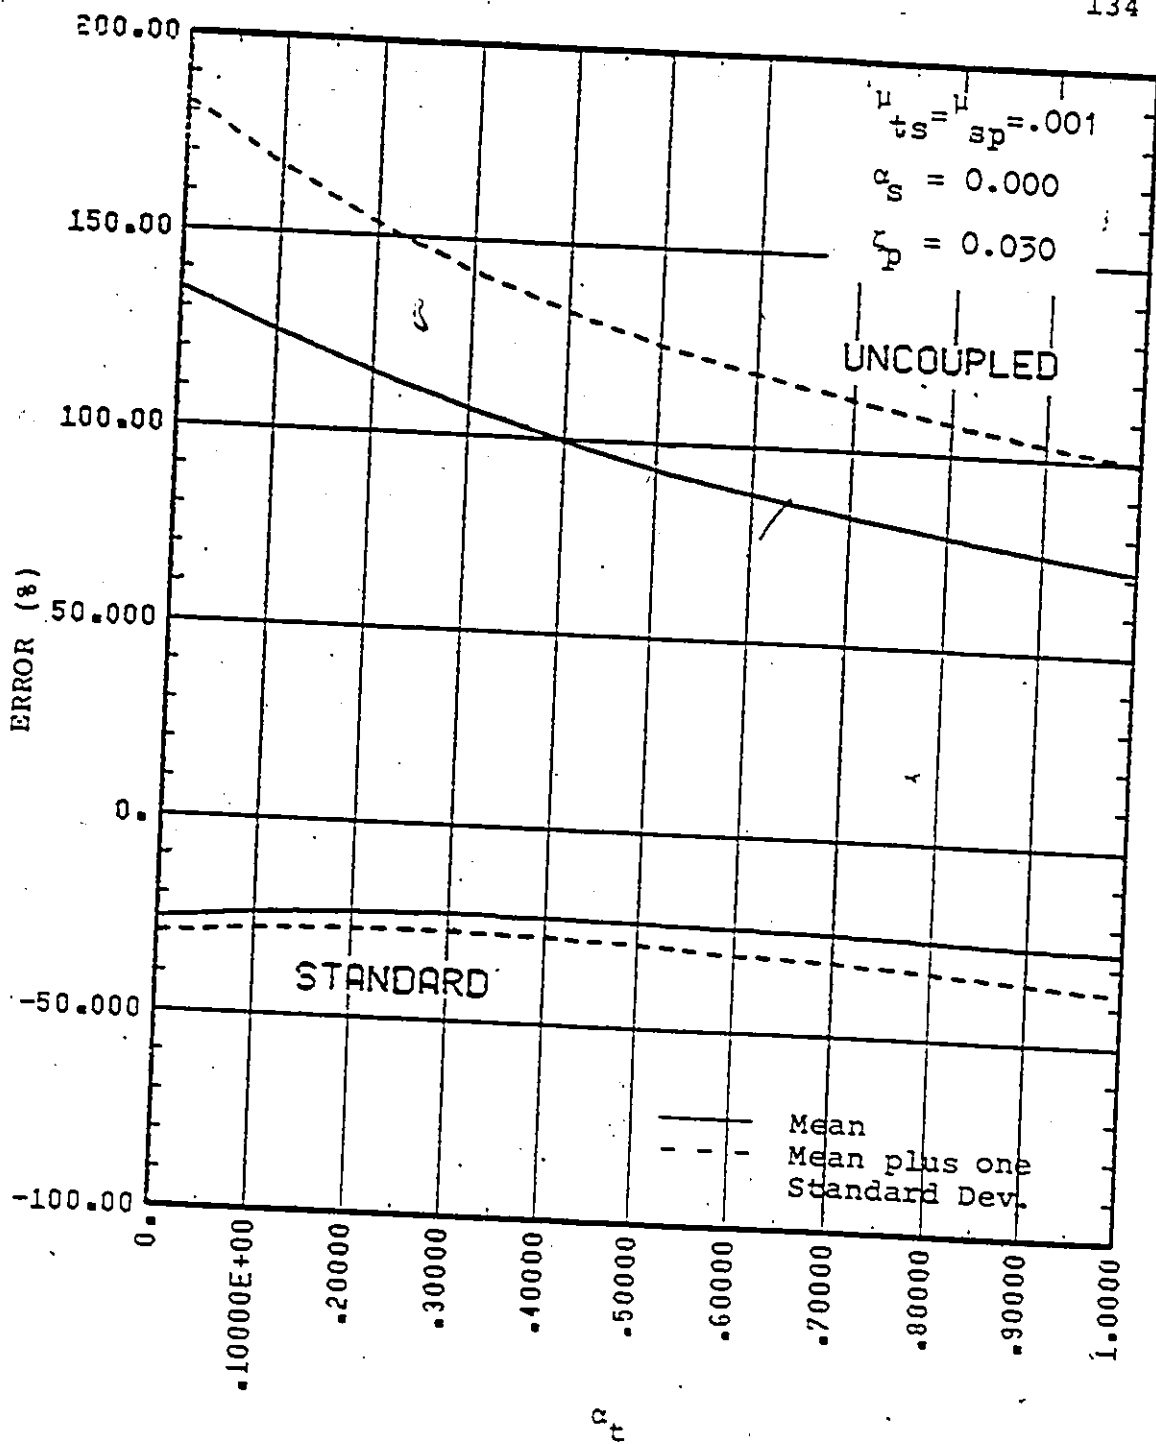 134
200.00
μts=μsp=.001
αs = 0.000
ζp = 0.030
150.00
UNCOUPLED
100.00
ERROR (%)
50.000
0.
STANDARD
-50.000
Mean
Mean plus one
Standard Dev.
-100.00
0.
.10000E+00
.20000
.30000
.40000
.50000
.60000
.70000
.80000
.90000
1.0000
αt